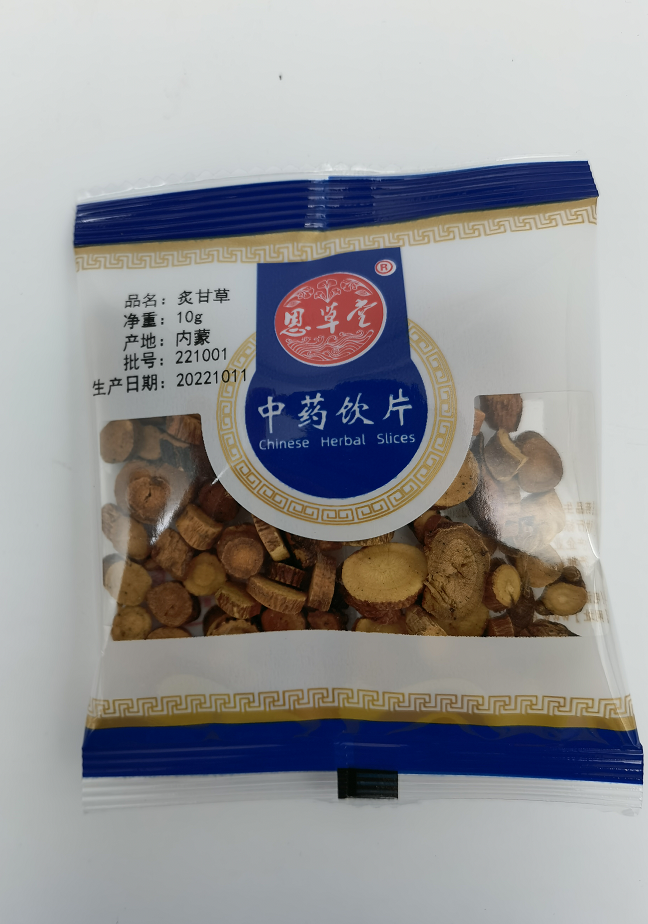 品名：炙甘草
净重：10g
产地：内蒙
批号：221001
生产日期：20221011
恩草堂
®
中药饮片
Chinese Herbal Slices